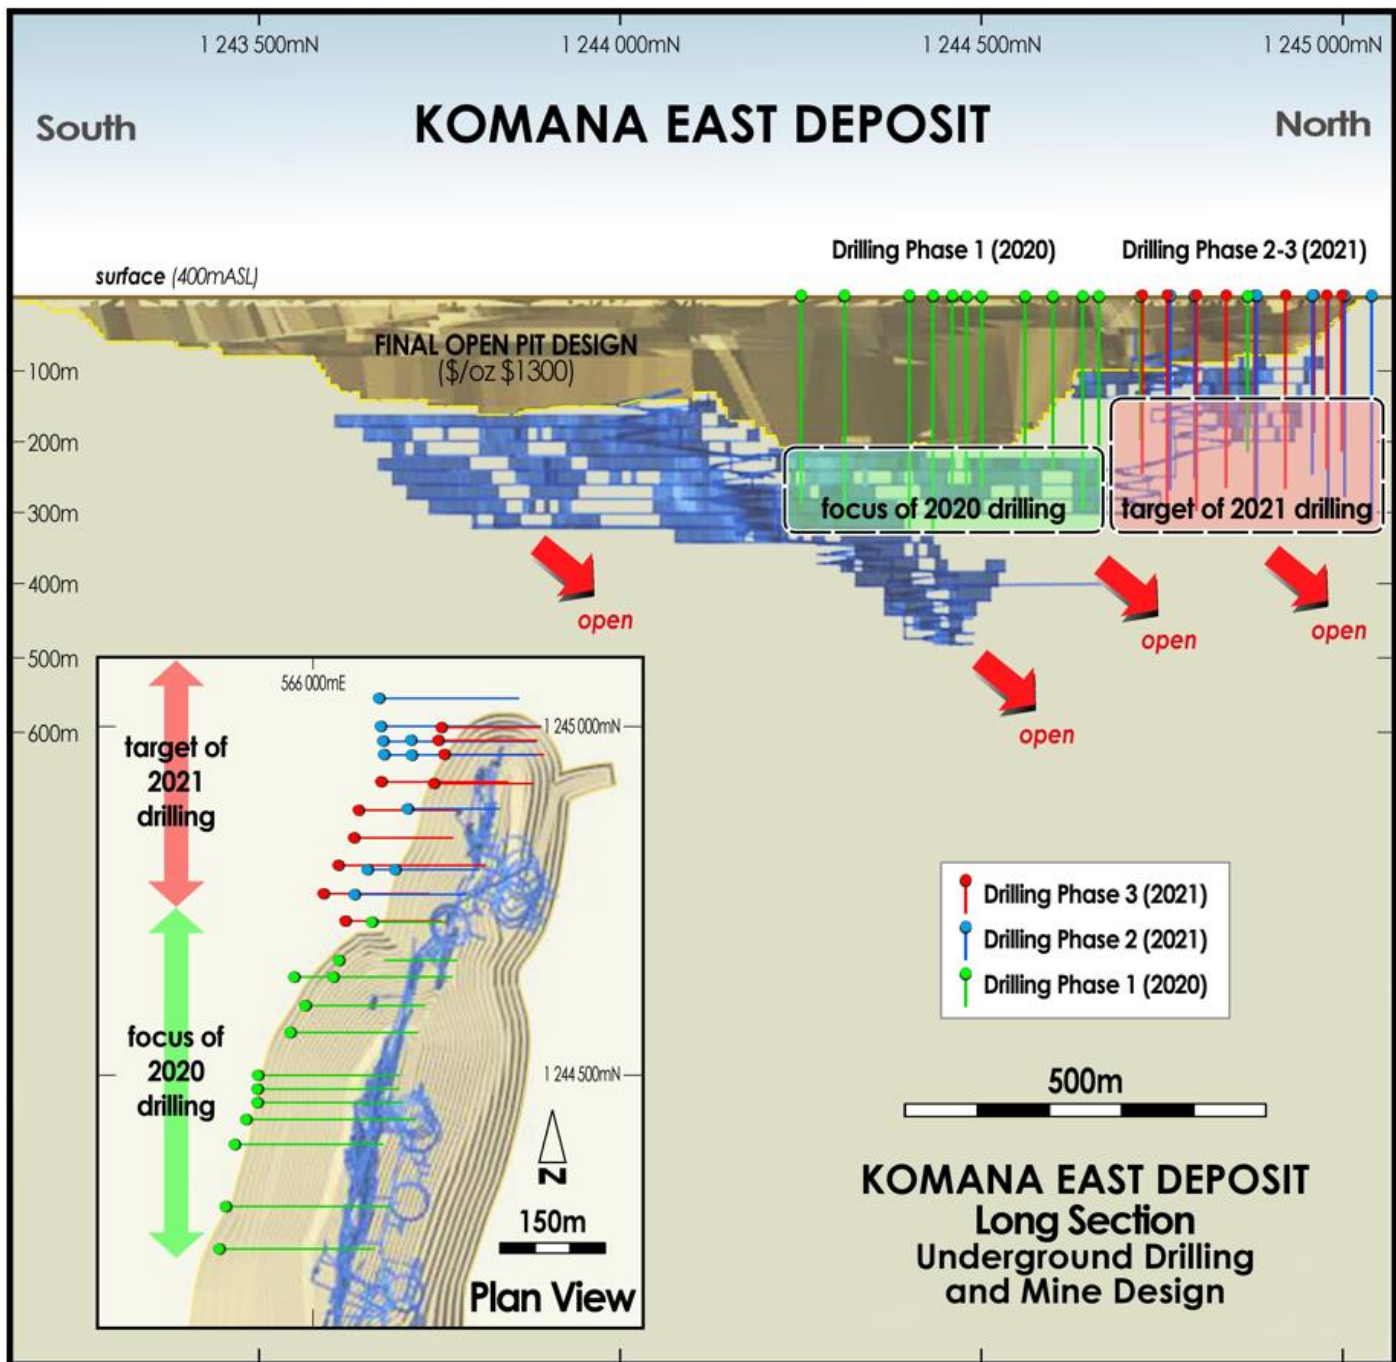 1 243 500mN
1 244 000mN
1 244 500mN
1 245 000mN
South
KOMANA EAST DEPOSIT
North
Drilling Phase 1 (2020)
Drilling Phase 2-3 (2021)
surface (400mASL)
FINAL OPEN PIT DESIGN
($/oz $1300)
100m
200m
300m
400m
500m
600m
focus of 2020 drilling
target of 2021 drilling
open
open
open
open
566 000mE
1 245 000mN
target of
2021
drilling
focus of
2020
drilling
1 244 500mN
N
150m
Plan View
Drilling Phase 3 (2021)
Drilling Phase 2 (2021)
Drilling Phase 1 (2020)
500m
KOMANA EAST DEPOSIT
Long Section
Underground Drilling
and Mine Design